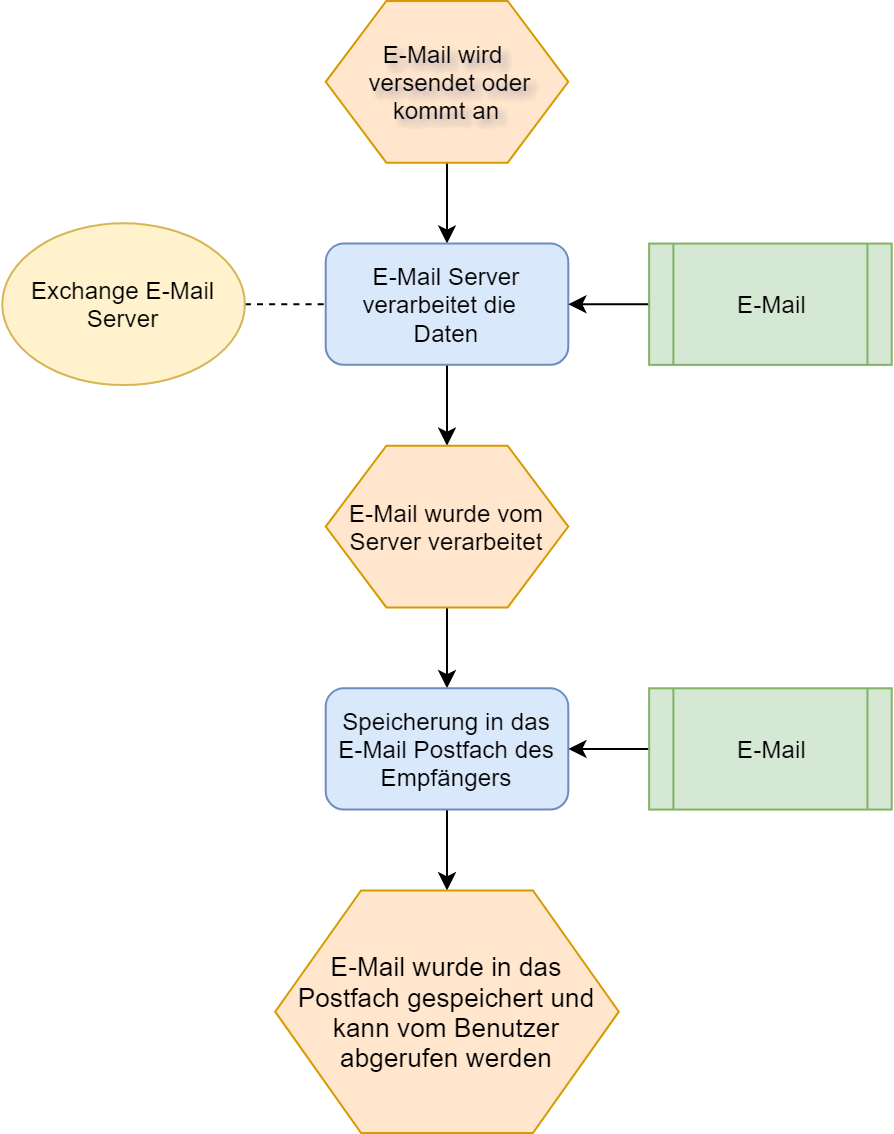 E-Mail wird
versendet oder
kommt an
Exchange E-Mail
Server
E-Mail Server
verarbeitet die
Daten
E-Mail
E-Mail wurde vom
Server verarbeitet
Speicherung in das
E-Mail Postfach des
Empfängers
E-Mail
E-Mail wurde in das
Postfach gespeichert und
kann vom Benutzer
abgerufen werden